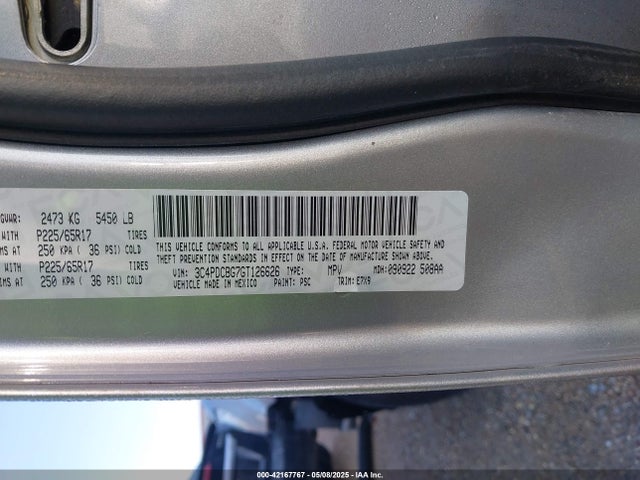 GVWR: 2473 KG 5450 LB
WITH P225/65R17 TIRES
IMS AT 250 KPA ( 36 PSI) COLD
WITH P225/65R17 TIRES
IMS AT 250 KPA ( 36 PSI) COLD
THIS VEHICLE CONFORMS TO ALL APPLICABLE U.S.A. FEDERAL MOTOR VEHICLE SAFETY AND
THEFT PREVENTION STANDARDS IN EFFECT ON THE DATE OF MANUFACTURE SHOWN ABOVE.
VIN: 3C4PDCBG7GT126626 TYPE: MPV MDH:090922 508AA
VEHICLE MADE IN MEXICO PAINT: PSC TRIM: E7X9
000-42167767 - 05/08/2025 - IAA Inc.